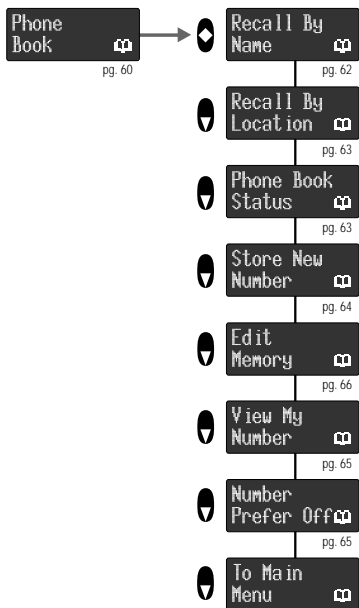 Phone
Book
pg. 60
Recall By
Name
pg. 62
Recall By
Location
pg. 63
Phone Book
Status
pg. 63
Store New
Number
pg. 64
Edit
Memory
pg. 66
View My
Number
pg. 65
Number
Prefer Off
pg. 65
To Main
Menu